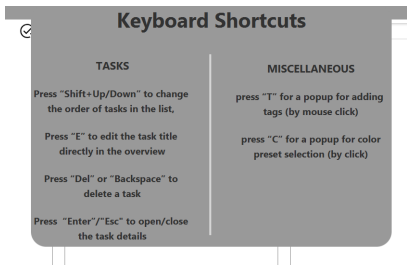 Keyboard Shortcuts
TASKS
Press "Shift+Up/Down" to change
the order of tasks in the list,
Press "E" to edit the task title
directly in the overview
Press "Del" or "Backspace" to
delete a task
Press "Enter"/"Esc" to open/close
the task details
MISCELLANEOUS
press "T" for a popup for adding
tags (by mouse click)
press "C" for a popup for color
preset selection (by click)